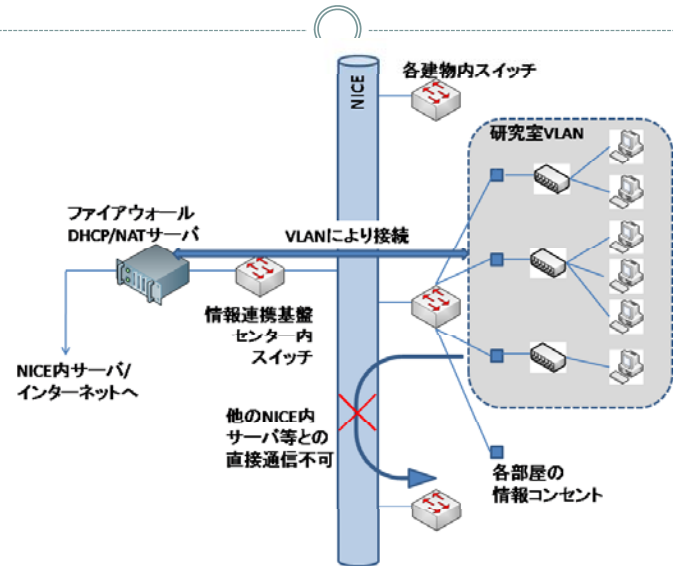 NICE
各建物内スイッチ
研究室VLAN
ファイアウォール
DHCP/NATサーバ
VLANにより接続
情報連携基盤
センター内
スイッチ
NICE内サーバ/
インターネットへ
他のNICE内
サーバ等との
直接通信不可
各部屋の
情報コンセント